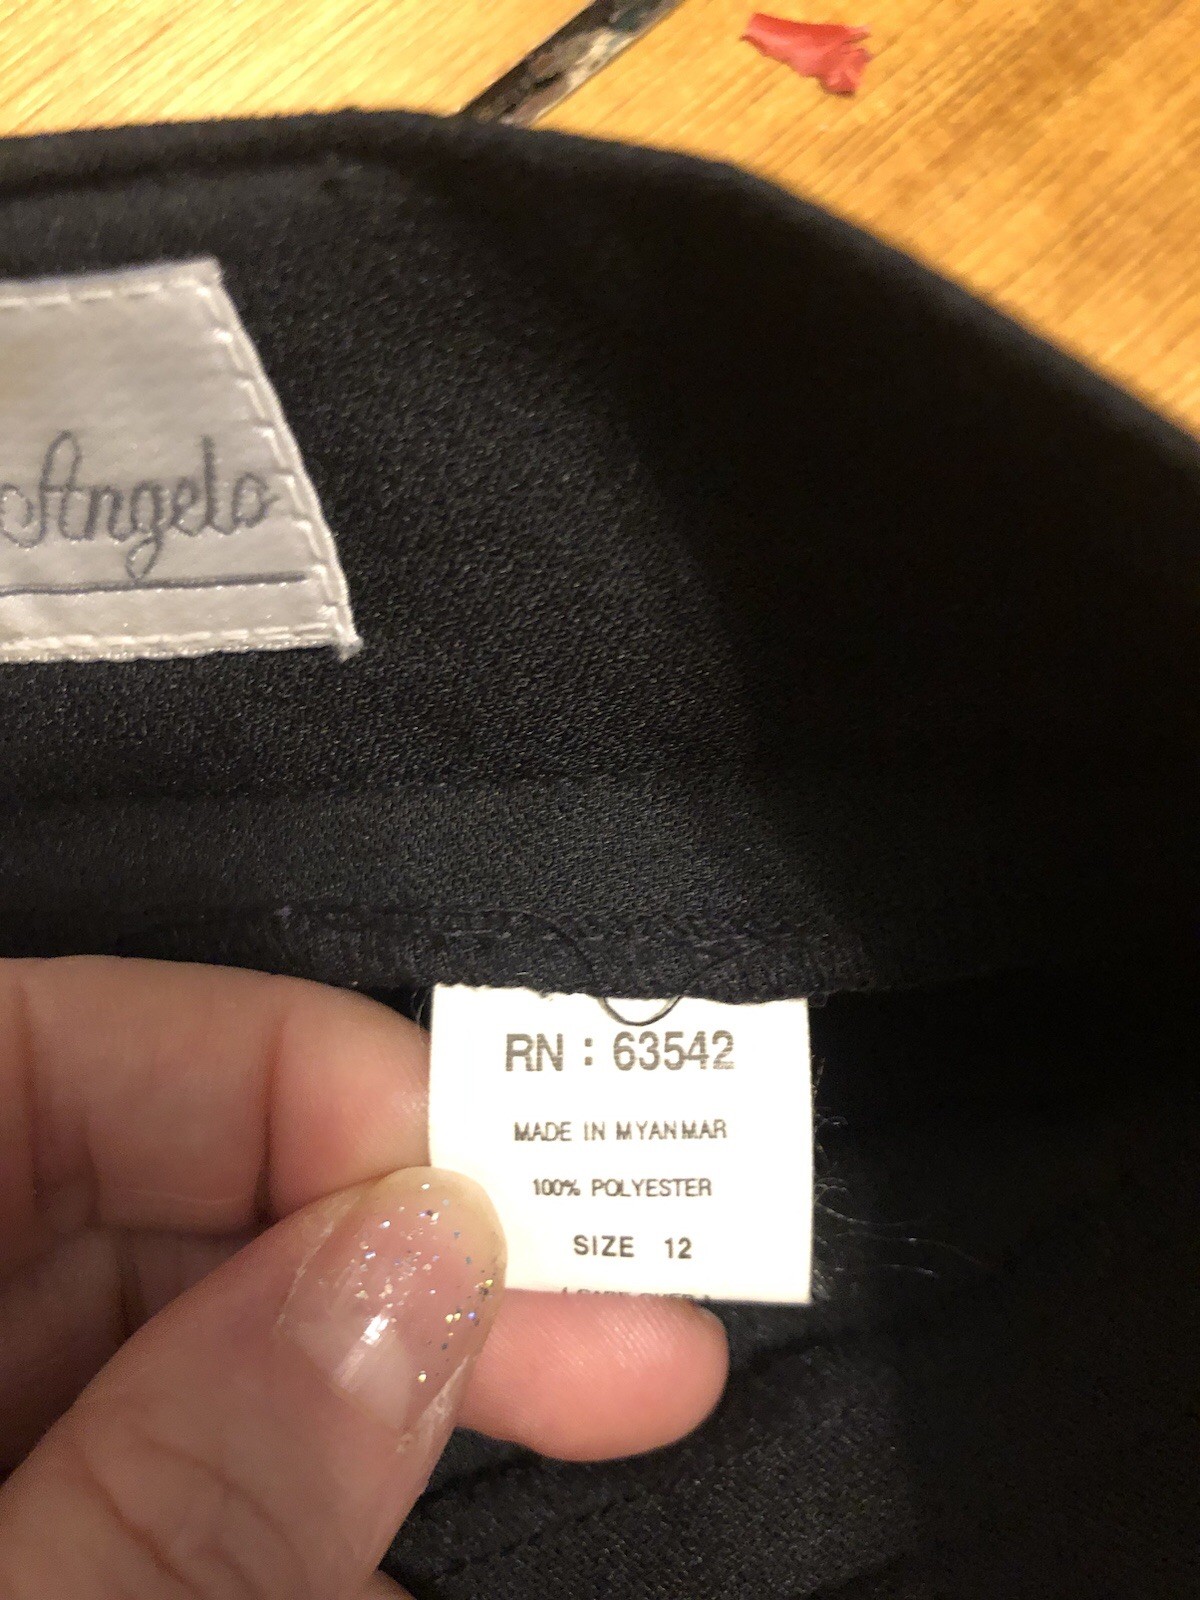 Angelo
RN : 63542
MADE IN MYANMAR
100% POLYESTER
SIZE 12